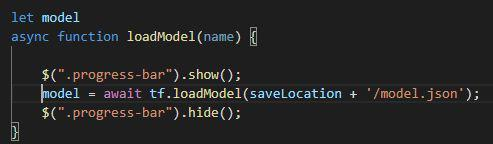 let model
async function loadModel(name) {
$(".progress-bar").show();
model = await tf.loadModel(saveLocation + '/model.json');
$(".progress-bar").hide();
}